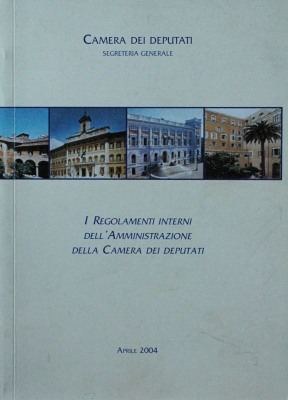 CAMERA DEI DEPUTATI
SEGRETERIA GENERALE
I REGOLAMENTI INTERNI
DELL'AMMINISTRAZIONE
DELLA CAMERA DEI DEPUTATI
APRILE 2004